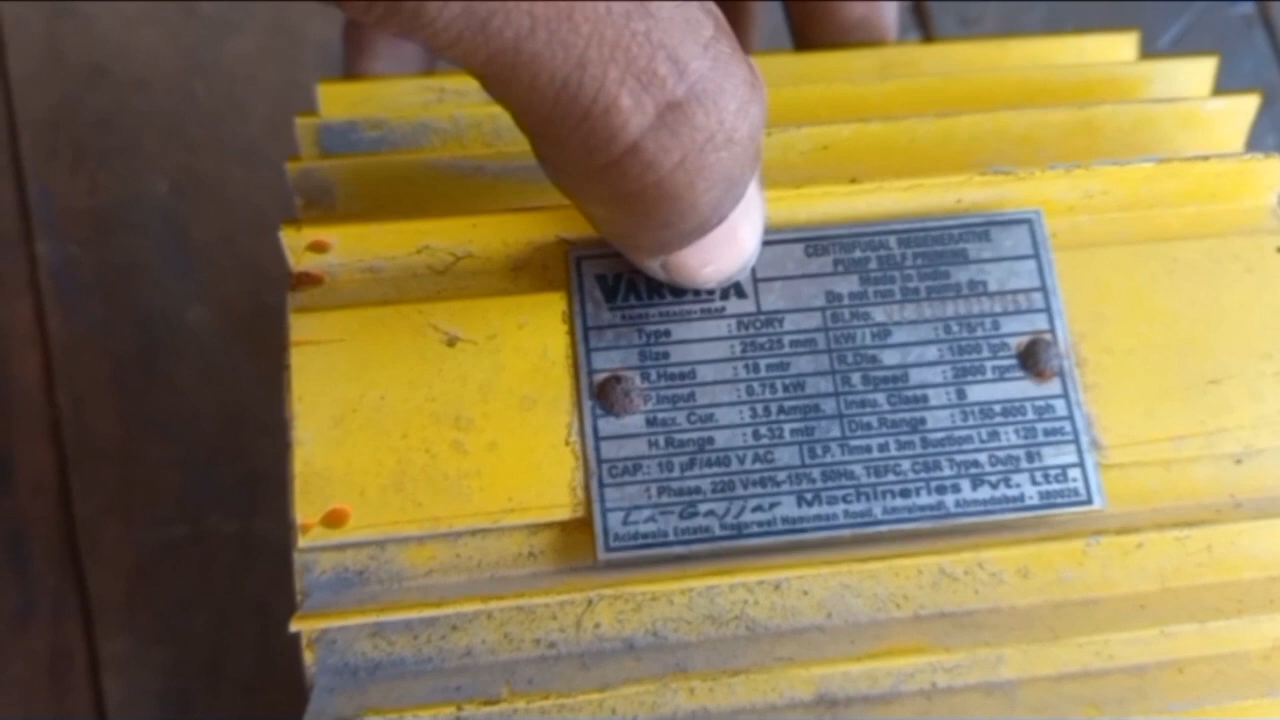 VARUNA
CENTRIFUGAL REGENERATIVE
PUMP SELF PRIMING
Made in India
Do not run the pump dry
Type : IVORY
Sl.No.
Size : 25x25 mm
kW / HP : 0.75/1.0
R.Head : 18 mtr
R.Dis. : 1800 lph
P.Input : 0.75 kW
R. Speed : 2800 rpm
Max. Cur. : 3.5 Amps.
Insu. Class : B
H.Range : 6-32 mtr
Dis.Range : 3150-800 lph
CAP.: 10 µF/440 V AC
S.P. Time at 3m Suction Lift : 120 sec.
1 Phase, 220 V+6%-15% 50Hz, TEFC, CSR Type, Duty S1
La-Gajjar Machineries Pvt. Ltd.
Acidwala Estate, Nagarwel Hanuman Road, Amraiwadi, Ahmedabad - 380026.